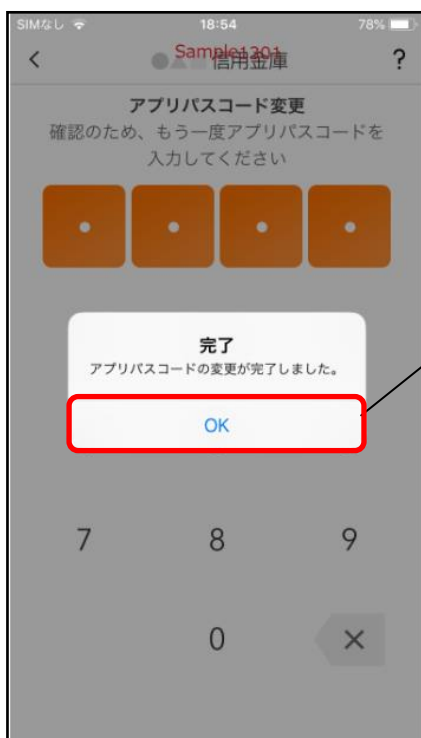 SIMなし 18:54 78%
●▲■信用金庫
Sample1201
?
アプリパスコード変更
確認のため、もう一度アプリパスコードを
入力してください
完了
アプリパスコードの変更が完了しました。
OK
7 8 9
0